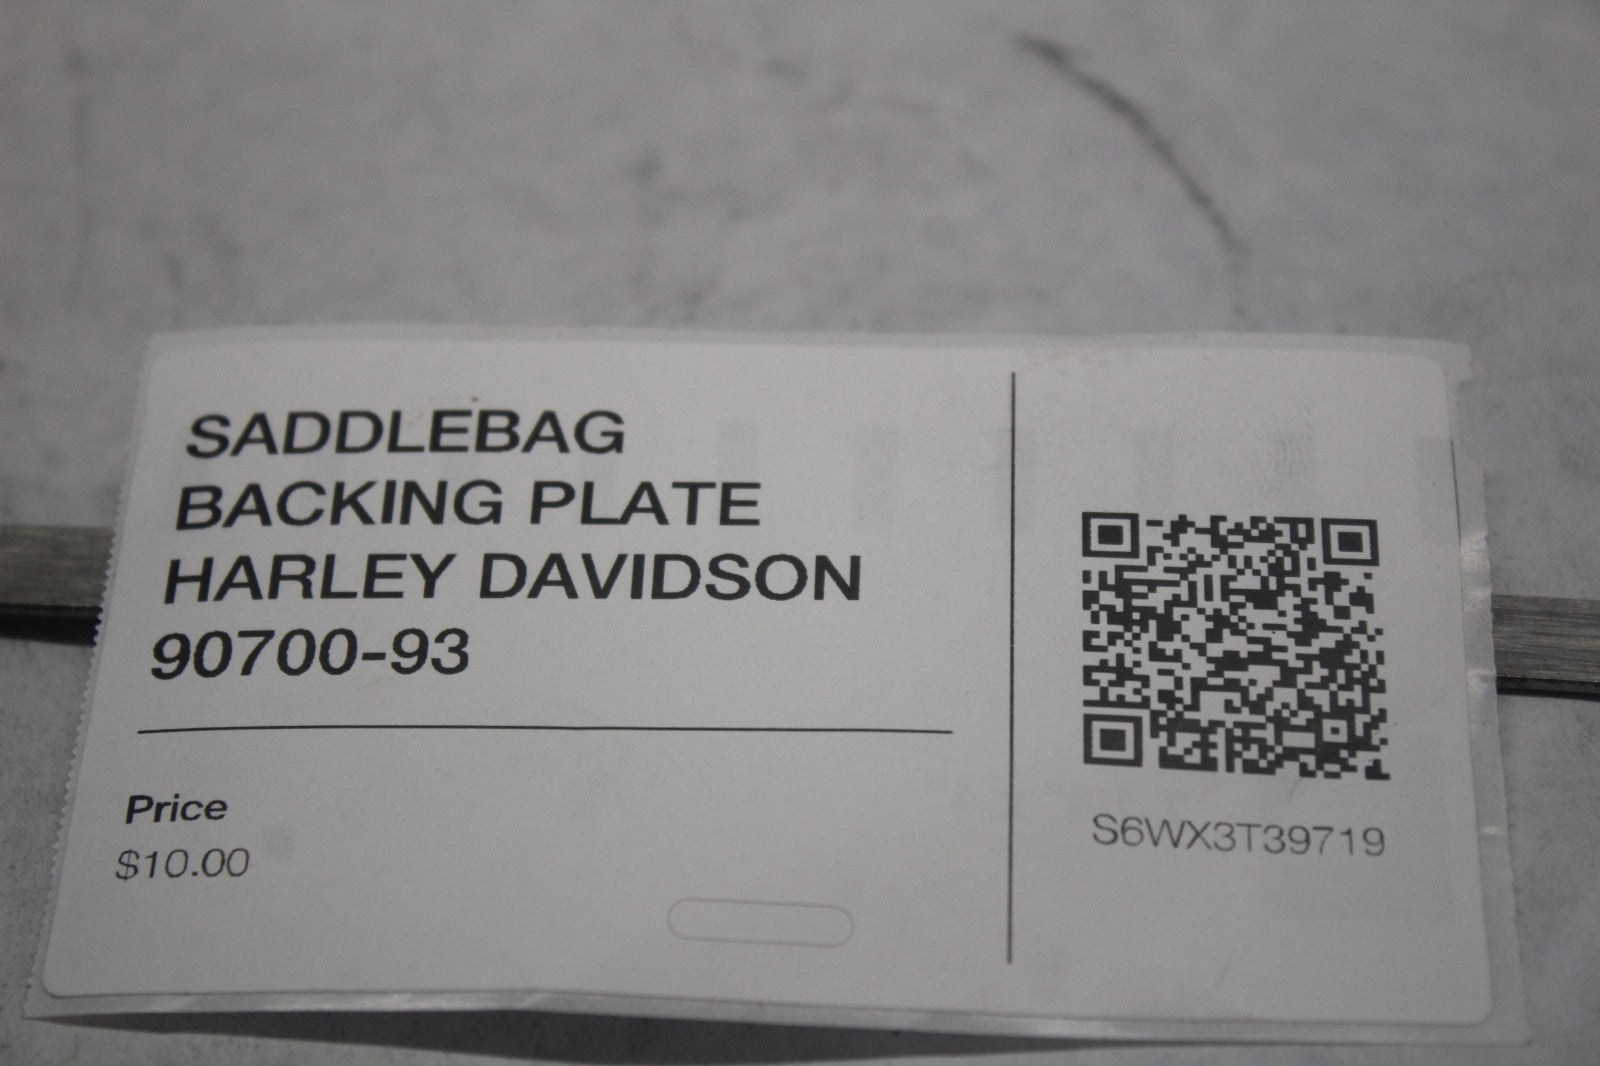 SADDLEBAG
BACKING PLATE
HARLEY DAVIDSON
90700-93
Price
$10.00
S6WX3T39719